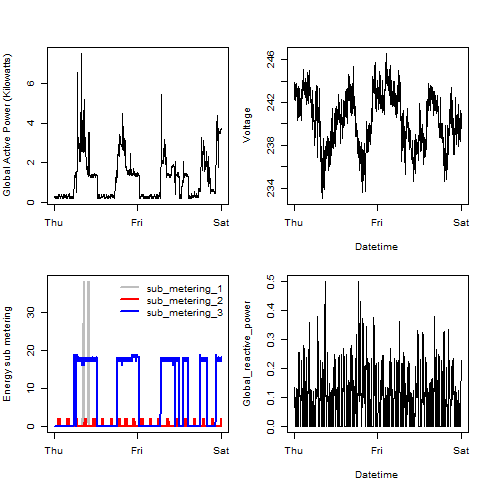 Global Active Power (Kilowatts)
6
4
2
0
Thu Fri Sat
Voltage
246
242
238
234
Thu Fri Sat
Datetime
Energy sub metering
30
20
10
0
sub_metering_1
sub_metering_2
sub_metering_3
Thu Fri Sat
Global_reactive_power
0.5
0.4
0.3
0.2
0.1
0.0
Thu Fri Sat
Datetime